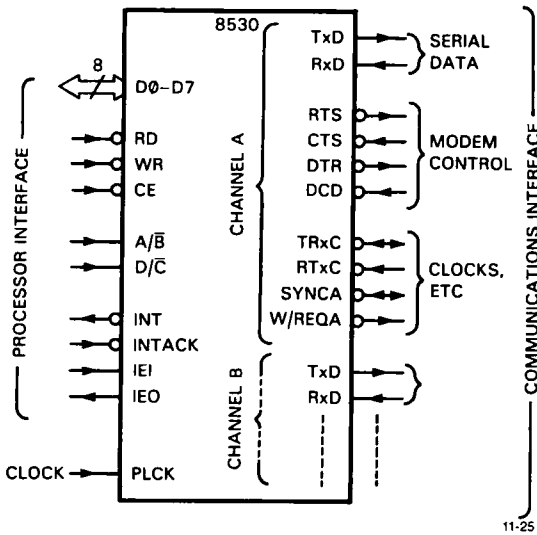 8530
8
D0-D7
RD
WR
CE
A/B̅
D/C̅
INT
INTACK
IEI
IEO
CLOCK
PLCK
PROCESSOR INTERFACE
CHANNEL A
TxD
RxD
SERIAL
DATA
RTS
CTS
DTR
DCD
MODEM
CONTROL
TRxC
RTxC
SYNCA
W/REQA
CLOCKS,
ETC
CHANNEL B
TxD
RxD
COMMUNICATIONS INTERFACE
11-25